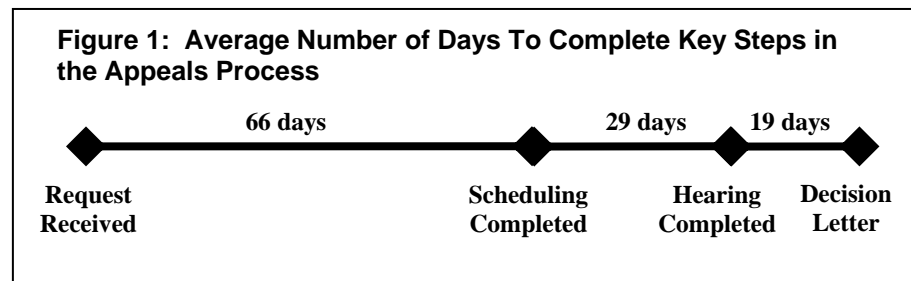 Figure 1:  Average Number of Days To Complete Key Steps in
the Appeals Process
66 days
29 days
19 days
Request
Received
Scheduling
Completed
Hearing
Completed
Decision
Letter